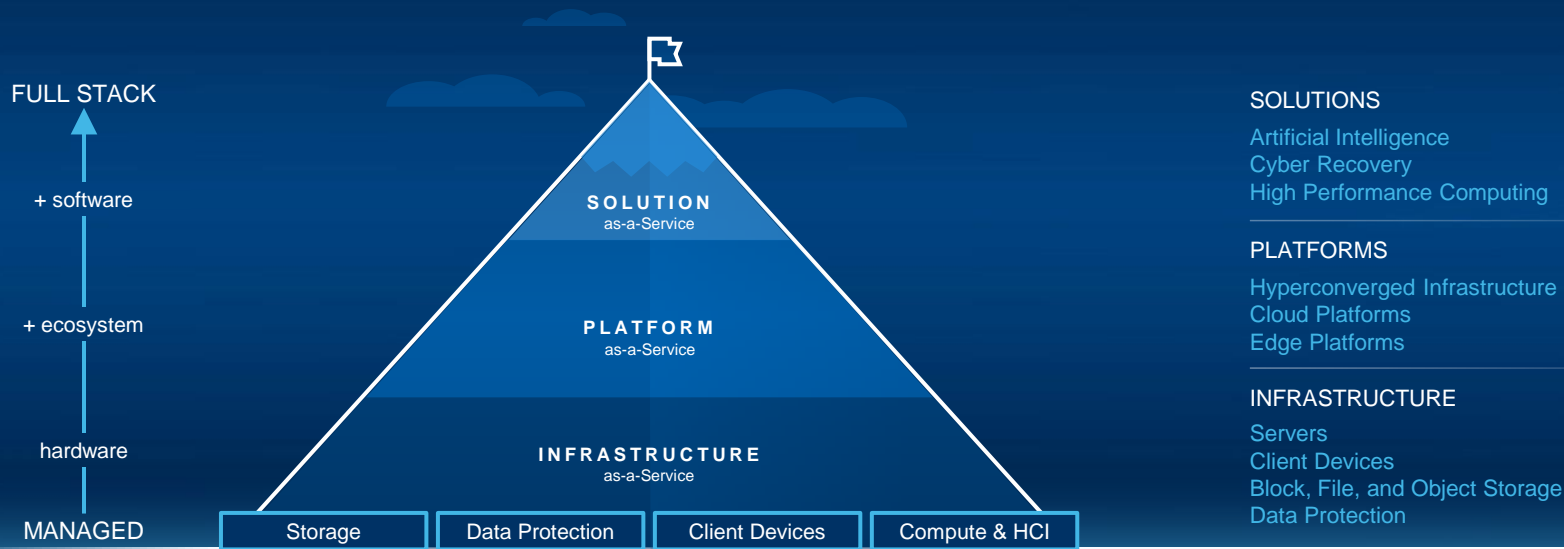 FULL STACK
+ software
+ ecosystem
hardware
MANAGED
SOLUTION
as-a-Service
PLATFORM
as-a-Service
INFRASTRUCTURE
as-a-Service
Storage
Data Protection
Client Devices
Compute & HCI
SOLUTIONS
Artificial Intelligence
Cyber Recovery
High Performance Computing
PLATFORMS
Hyperconverged Infrastructure
Cloud Platforms
Edge Platforms
INFRASTRUCTURE
Servers
Client Devices
Block, File, and Object Storage
Data Protection